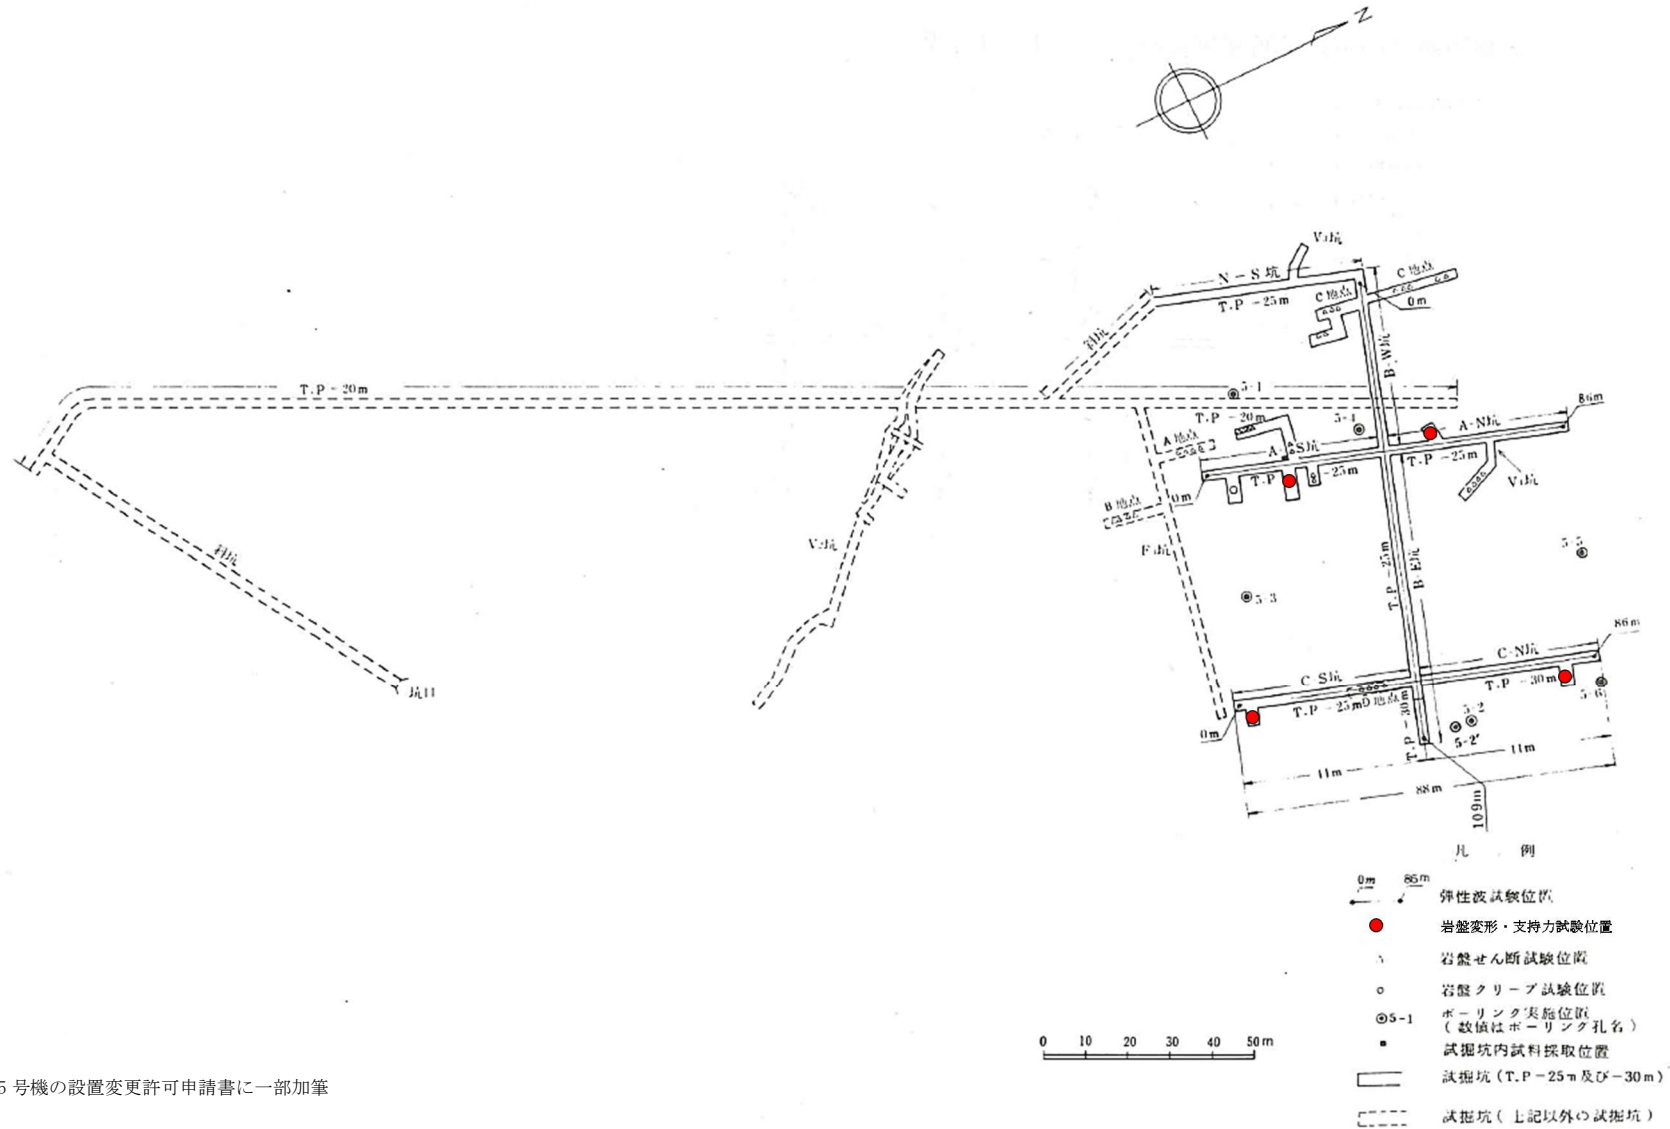 N
V3坑
N-S坑
C地点
T.P-25m
C地点
0m
斜坑
B-W坑
T.P-20m
5-1
86m
T.P-20m
5-4
A-N坑
A地点
A-S坑
T.P-25m
T.P-25m
V1坑
B地点
0m
F坑
V2坑
斜坑
5-5
T.P-25m
B-E坑
5-3
86m
C-N坑
C-S坑
T.P-30m
坑口
T.P-25m
D地点
5-6
5-2
5-2'
0m
T.P-30m
11m
44m
88m
109m
凡 例
0m 86m 弾性波試験位置
岩盤変形・支持力試験位置
岩盤せん断試験位置
岩盤クリープ試験位置
5-1 ボーリング実施位置
(数値はボーリング孔名)
試掘坑内試料採取位置
試掘坑(T.P-25m及び-30m)
試掘坑(上記以外の試掘坑)
0 10 20 30 40 50m
5号機の設置変更許可申請書に一部加筆